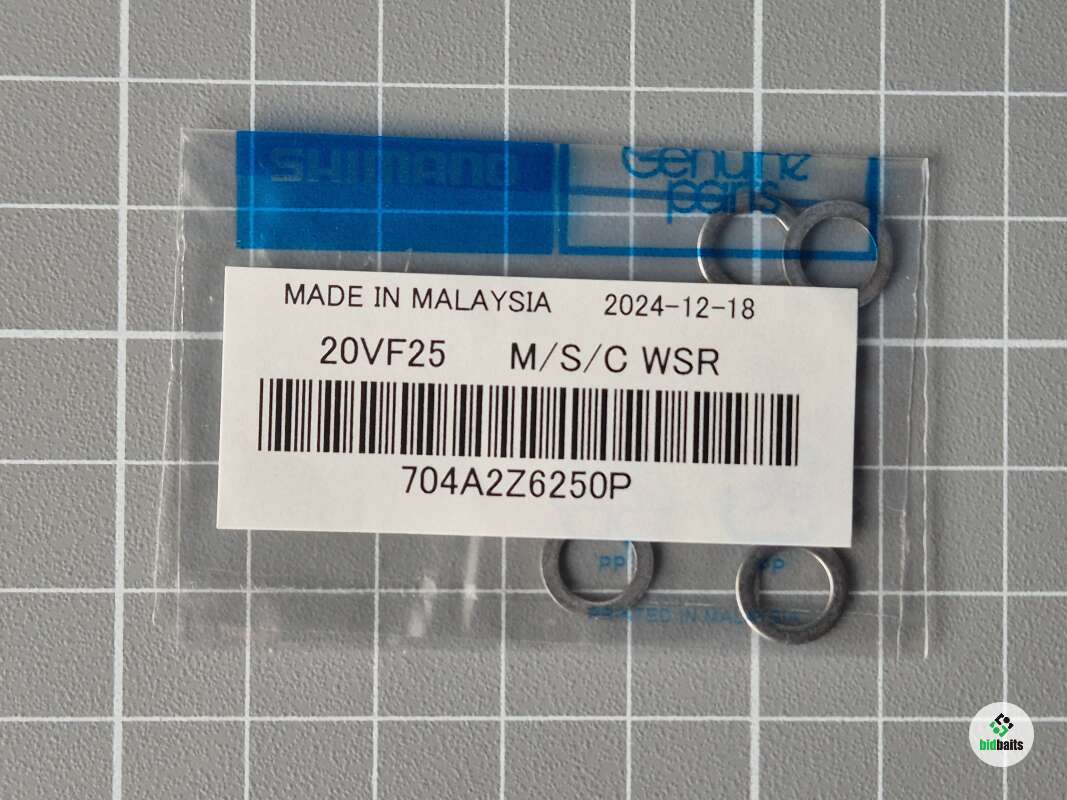 SHIMANO
Genuine
parts
MADE IN MALAYSIA 2024-12-18
20VF25 M/S/C WSR
704A2Z6250P
PP PP
PRINTED IN MALAYSIA
bidbaits